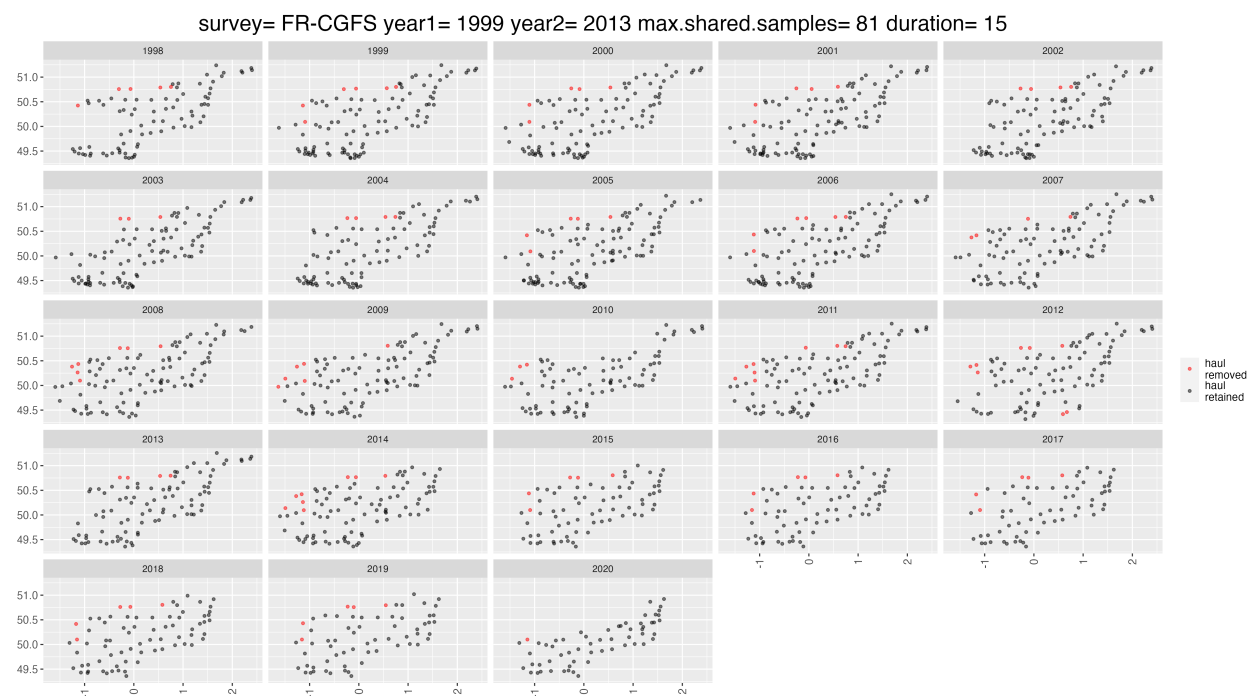 survey= FR-CGFS year1= 1999 year2= 2013 max.shared.samples= 81 duration= 15
1998 1999 2000 2001 2002
51.0
50.5
50.0
49.5
2003 2004 2005 2006 2007
51.0
50.5
50.0
49.5
2008 2009 2010 2011 2012
51.0
50.5
50.0
49.5
haul
removed
haul
retained
2013 2014 2015 2016 2017
51.0
50.5
50.0
49.5
-1 0 1 2 -1 0 1 2
2018 2019 2020
51.0
50.5
50.0
49.5
-1 0 1 2 -1 0 1 2 -1 0 1 2